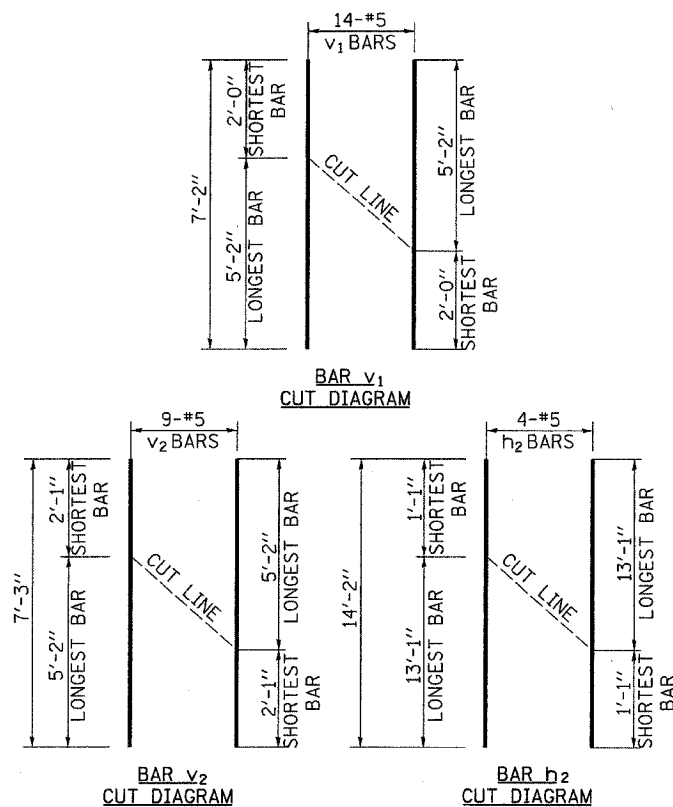 14-#5
v1 BARS
7'-2"
2'-0"
SHORTEST
BAR
5'-2"
LONGEST BAR
CUT LINE
5'-2"
LONGEST BAR
2'-0"
SHORTEST
BAR
BAR v1
CUT DIAGRAM
9-#5
v2 BARS
7'-3"
2'-1"
SHORTEST
BAR
5'-2"
LONGEST BAR
CUT LINE
5'-2"
LONGEST BAR
2'-1"
SHORTEST
BAR
BAR v2
CUT DIAGRAM
4-#5
h2 BARS
14'-2"
1'-1"
SHORTEST
BAR
13'-1"
LONGEST BAR
CUT LINE
13'-1"
LONGEST BAR
1'-1"
SHORTEST
BAR
BAR h2
CUT DIAGRAM